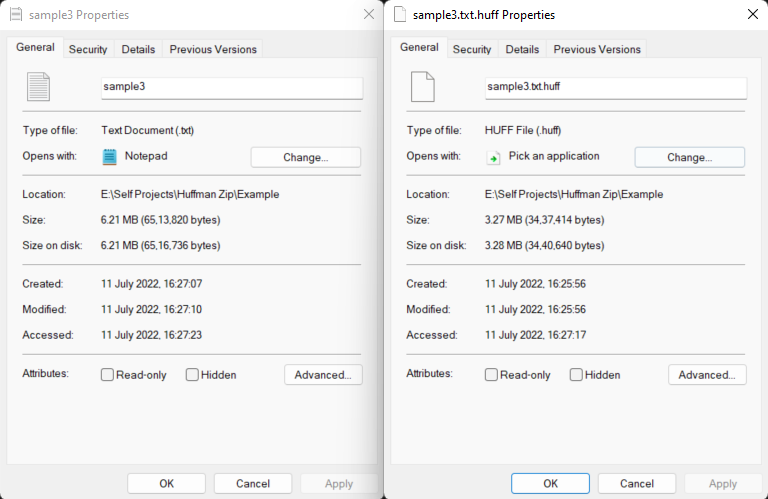 sample3 Properties
General Security Details Previous Versions
sample3
Type of file: Text Document (.txt)
Opens with: Notepad Change...
Location: E:\Self Projects\Huffman Zip\Example
Size: 6.21 MB (65,13,820 bytes)
Size on disk: 6.21 MB (65,16,736 bytes)
Created: 11 July 2022, 16:27:07
Modified: 11 July 2022, 16:27:10
Accessed: 11 July 2022, 16:27:23
Attributes: Read-only Hidden Advanced...
OK Cancel Apply
sample3.txt.huff Properties
General Security Details Previous Versions
sample3.txt.huff
Type of file: HUFF File (.huff)
Opens with: Pick an application Change...
Location: E:\Self Projects\Huffman Zip\Example
Size: 3.27 MB (34,37,414 bytes)
Size on disk: 3.28 MB (34,40,640 bytes)
Created: 11 July 2022, 16:25:56
Modified: 11 July 2022, 16:25:56
Accessed: 11 July 2022, 16:27:17
Attributes: Read-only Hidden Advanced...
OK Cancel Apply